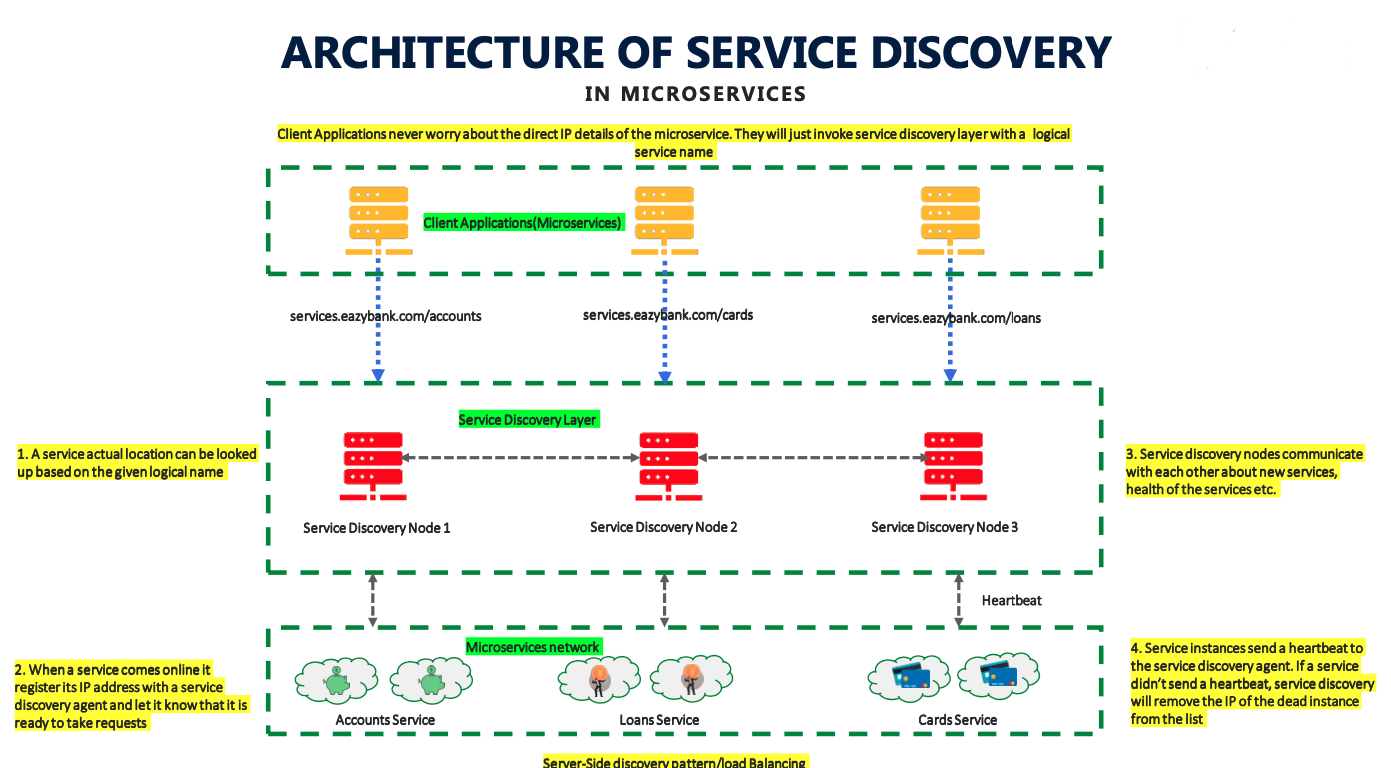 ARCHITECTURE OF SERVICE DISCOVERY
IN MICROSERVICES
Client Applications never worry about the direct IP details of the microservice. They will just invoke service discovery layer with a logical
service name
Client Applications(Microservices)
services.eazybank.com/accounts
services.eazybank.com/cards
services.eazybank.com/loans
Service Discovery Layer
1. A service actual location can be looked
up based on the given logical name
3. Service discovery nodes communicate
with each other about new services,
health of the services etc.
Service Discovery Node 1
Service Discovery Node 2
Service Discovery Node 3
Heartbeat
Microservices network
2. When a service comes online it
register its IP address with a service
discovery agent and let it know that it is
ready to take requests
4. Service instances send a heartbeat to
the service discovery agent. If a service
didn't send a heartbeat, service discovery
will remove the IP of the dead instance
from the list
Accounts Service
Loans Service
Cards Service
Server-Side discovery pattern/load Balancing